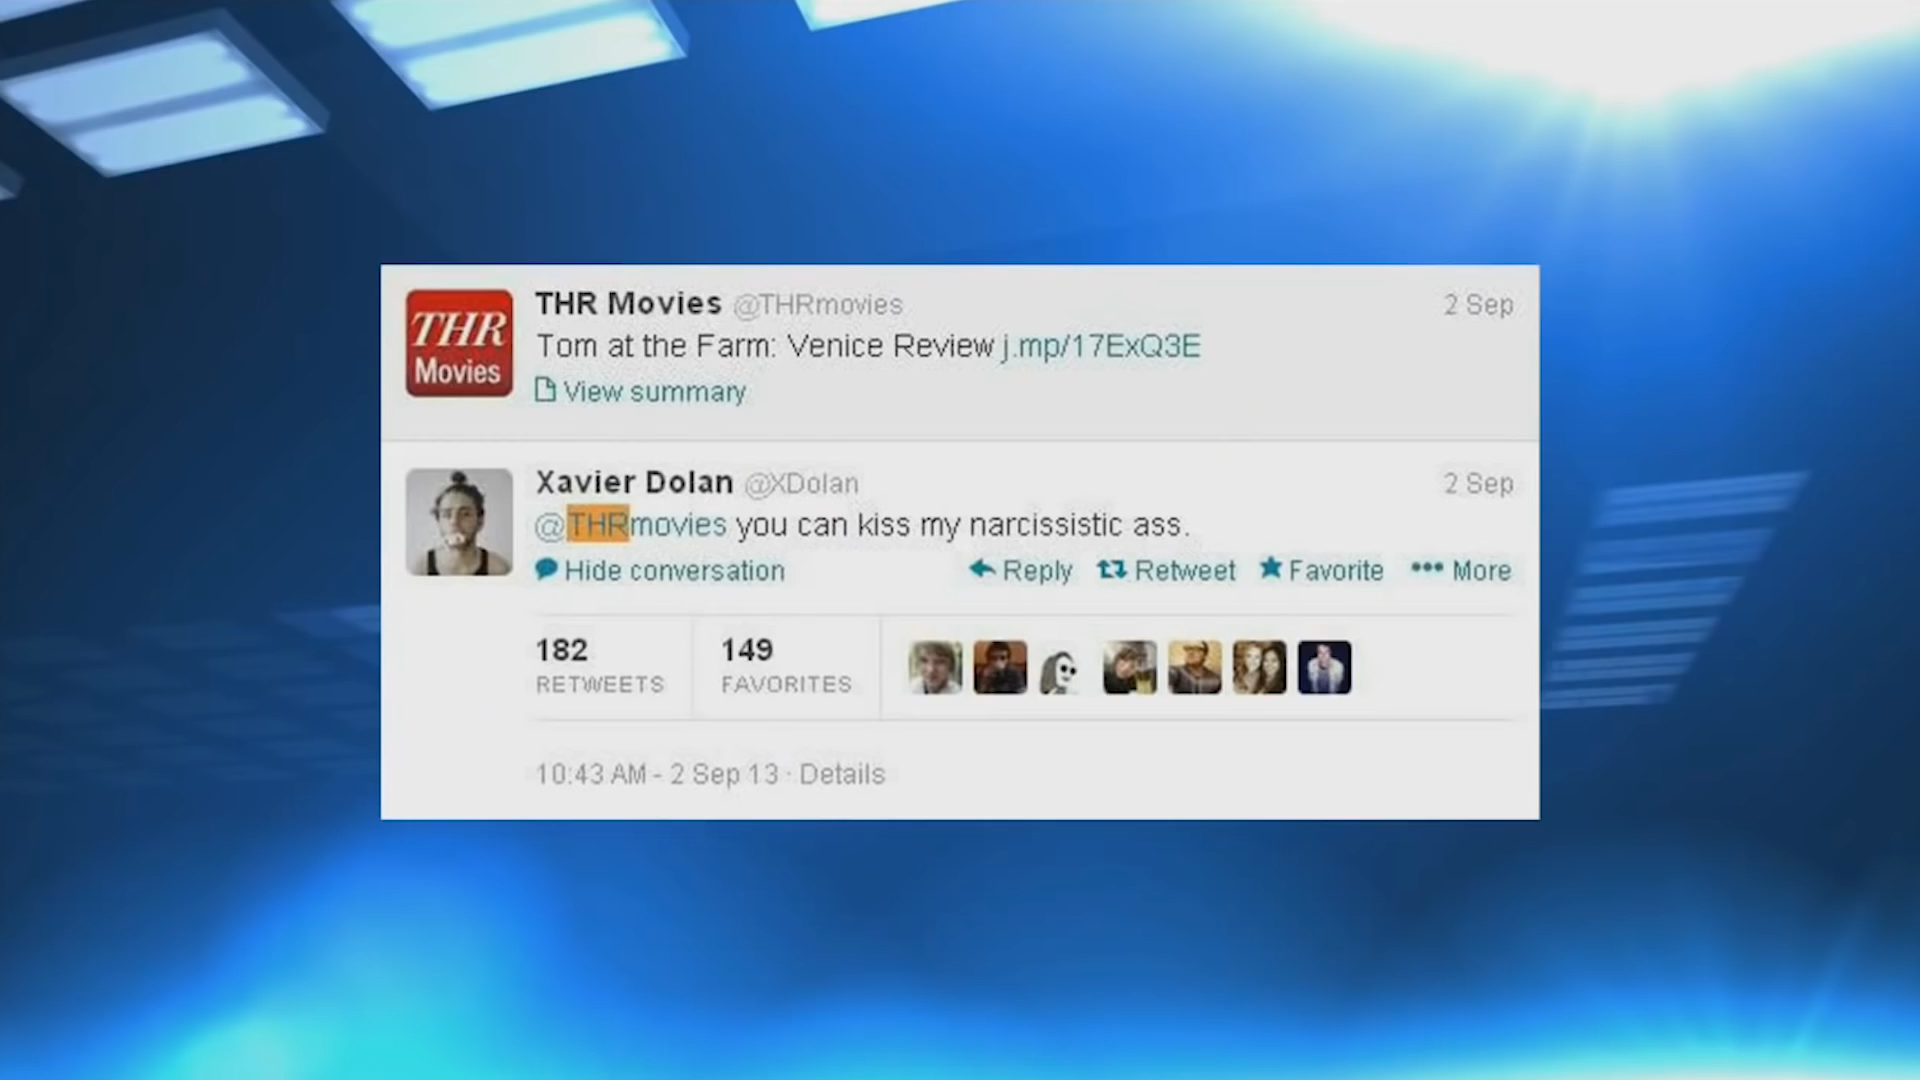 THR Movies @THRmovies 2 Sep
THR
Movies
Tom at the Farm: Venice Review j.mp/17ExQ3E
View summary
Xavier Dolan @XDolan 2 Sep
@THRmovies you can kiss my narcissistic ass.
Hide conversation Reply Retweet Favorite ••• More
182 149
RETWEETS FAVORITES
10:43 AM - 2 Sep 13 · Details